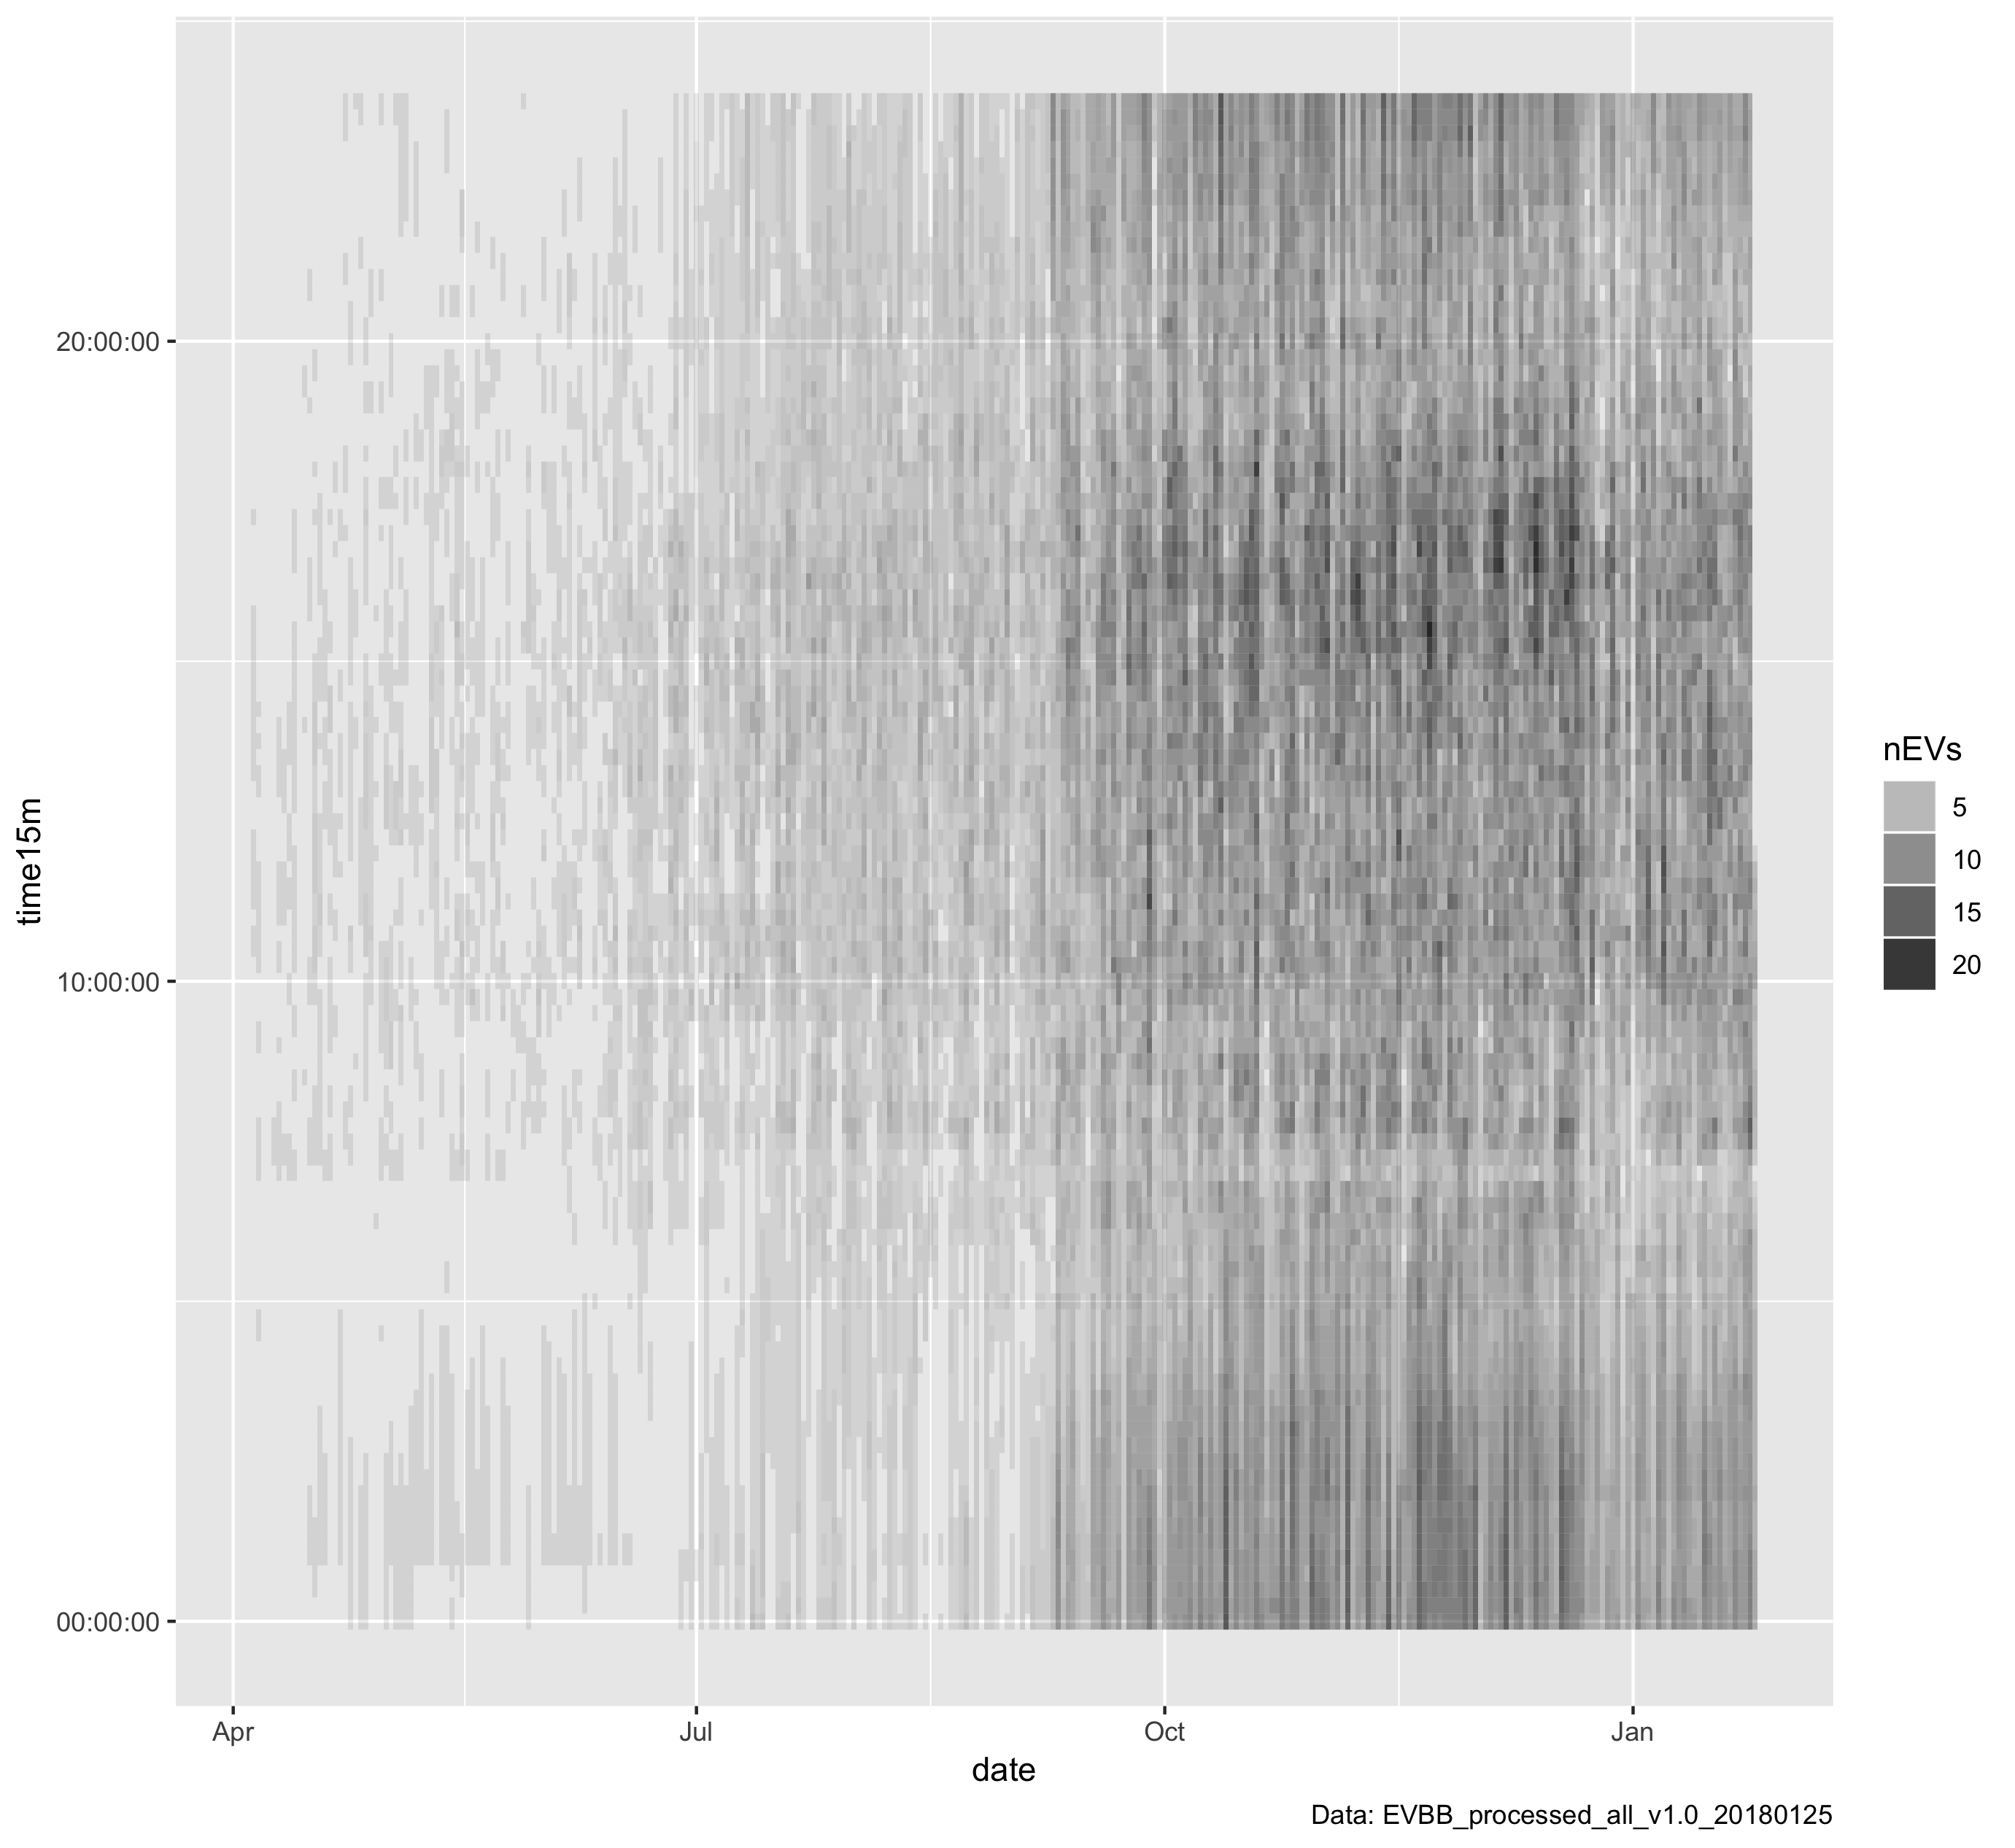 time15m
20:00:00
10:00:00
00:00:00
Apr
Jul
Oct
Jan
date
nEVs
5
10
15
20
Data: EVBB_processed_all_v1.0_20180125